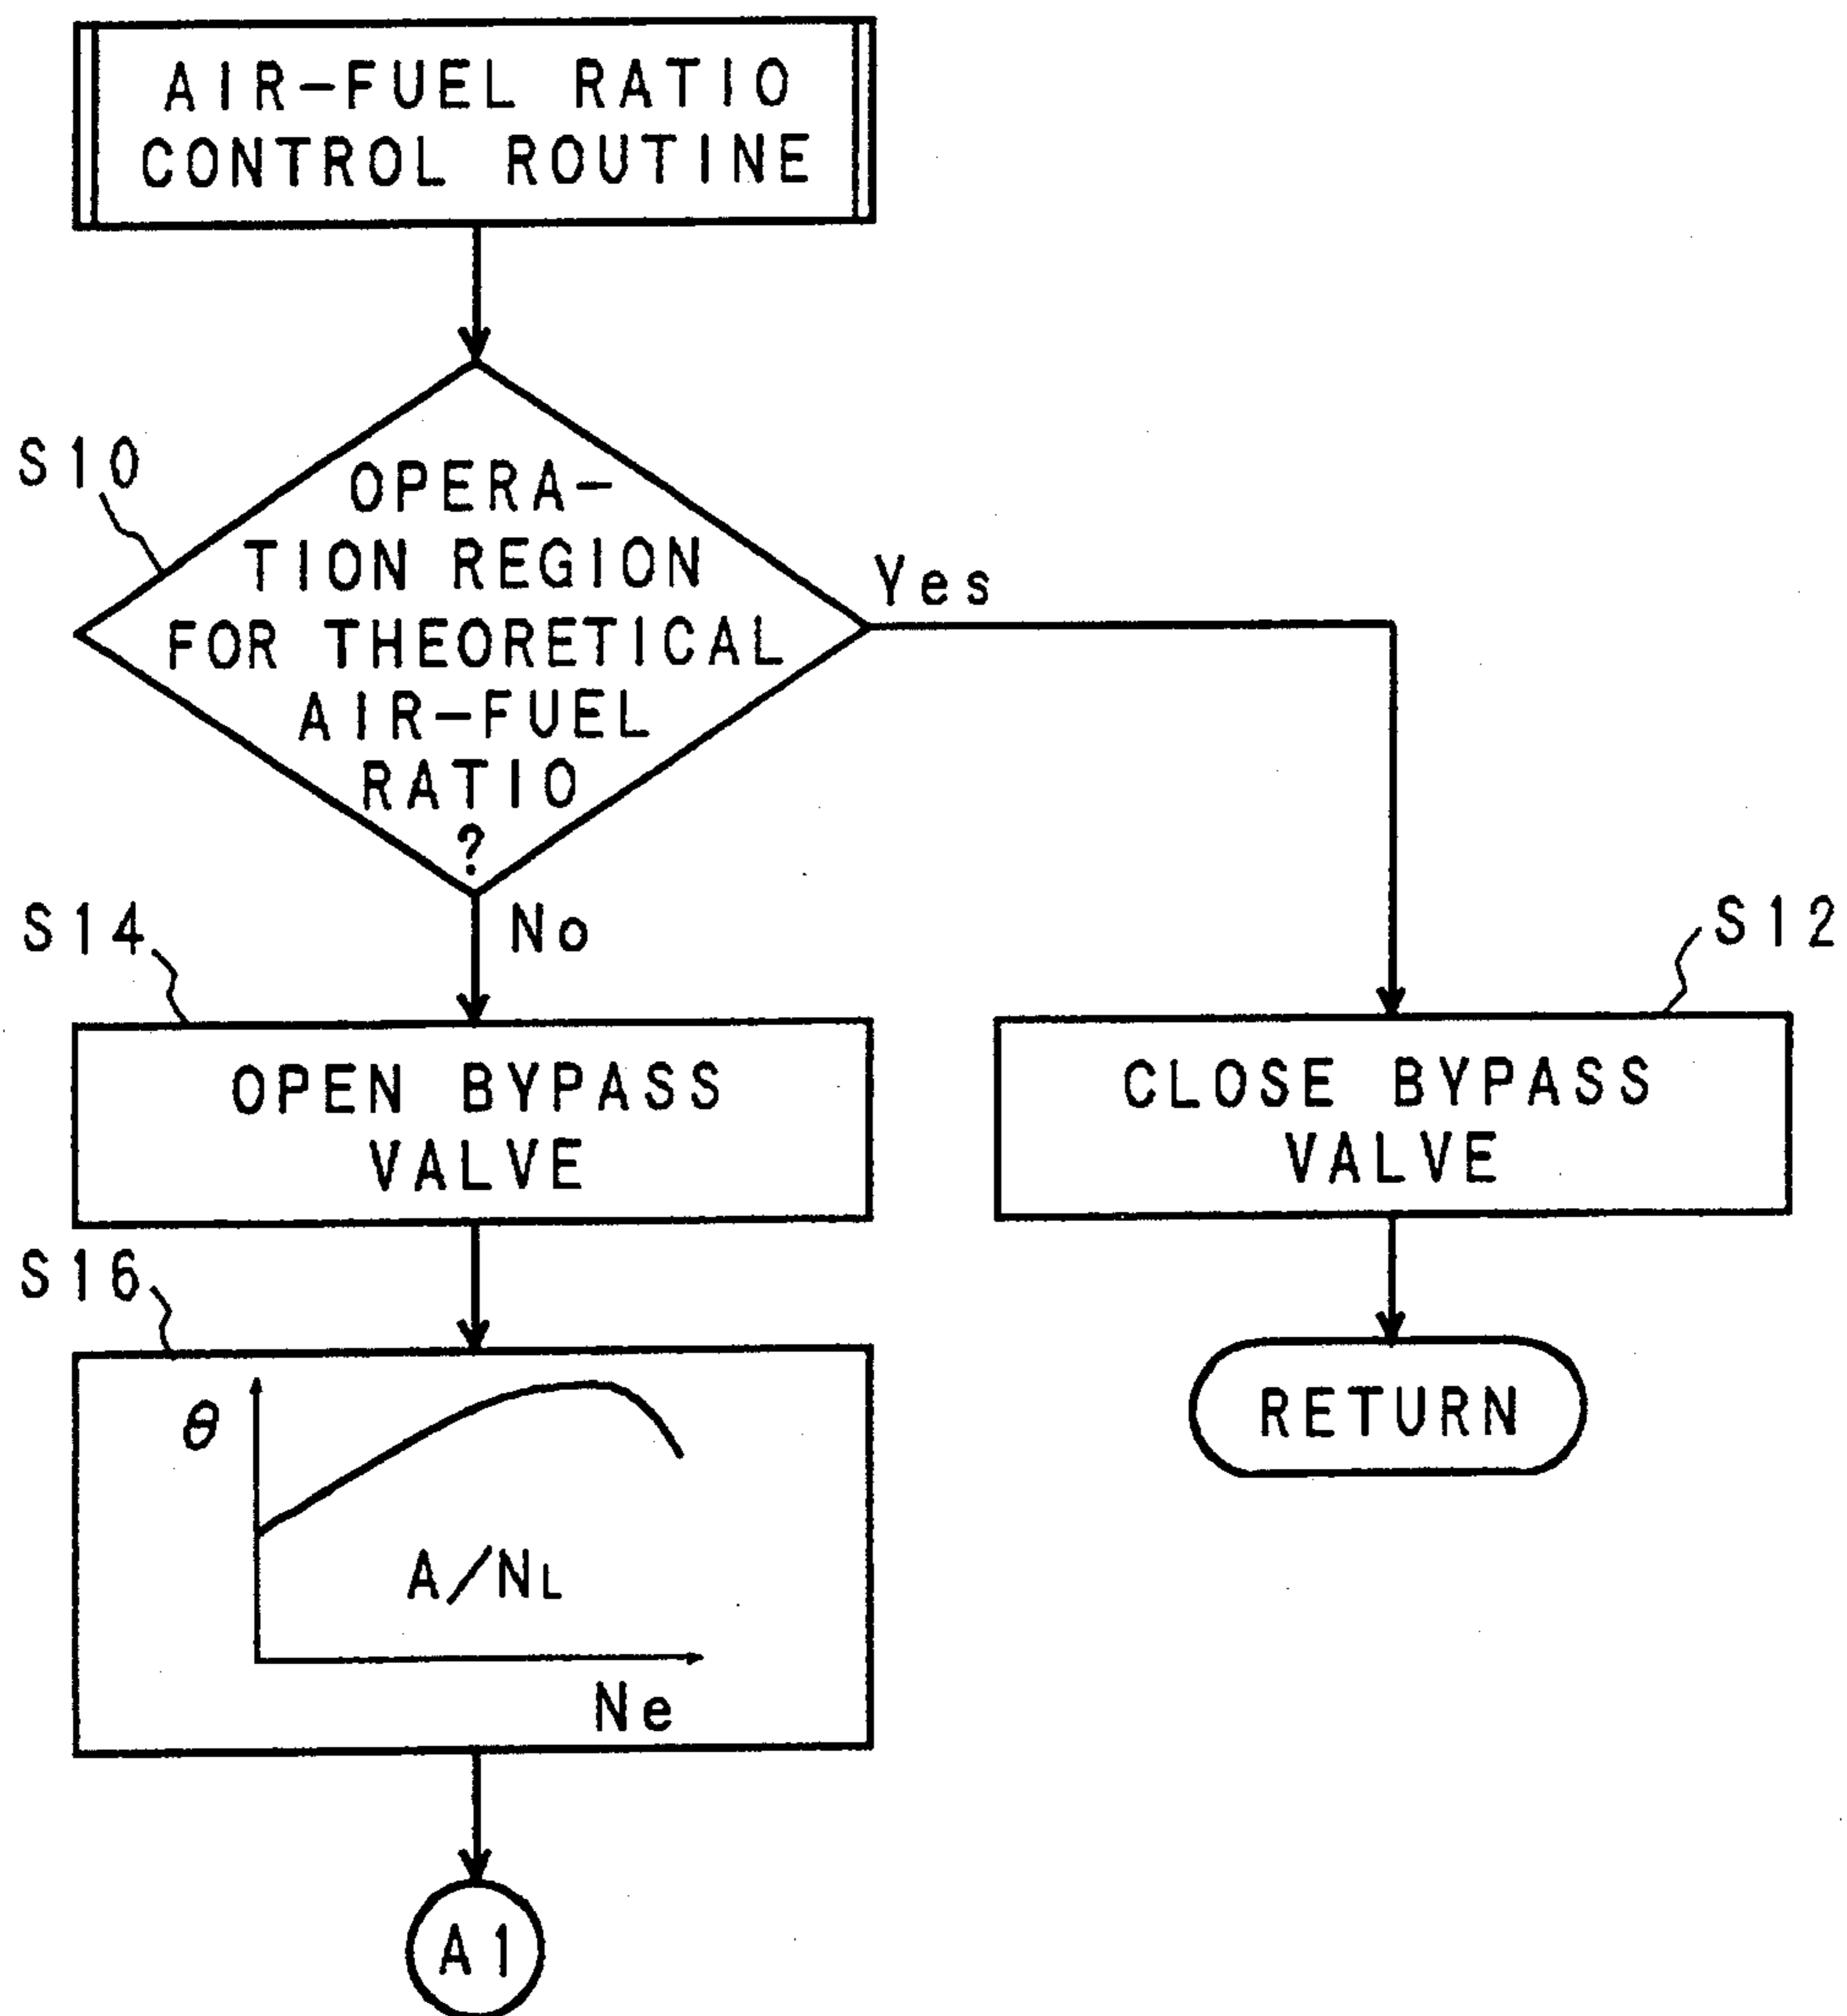 AIR-FUEL RATIO
CONTROL ROUTINE
S10
OPERA-
TION REGION
FOR THEORETICAL
AIR-FUEL
RATIO
?
Yes
No
S14
S12
OPEN BYPASS
VALVE
CLOSE BYPASS
VALVE
S16
RETURN
θ
A/NL
Ne
A1